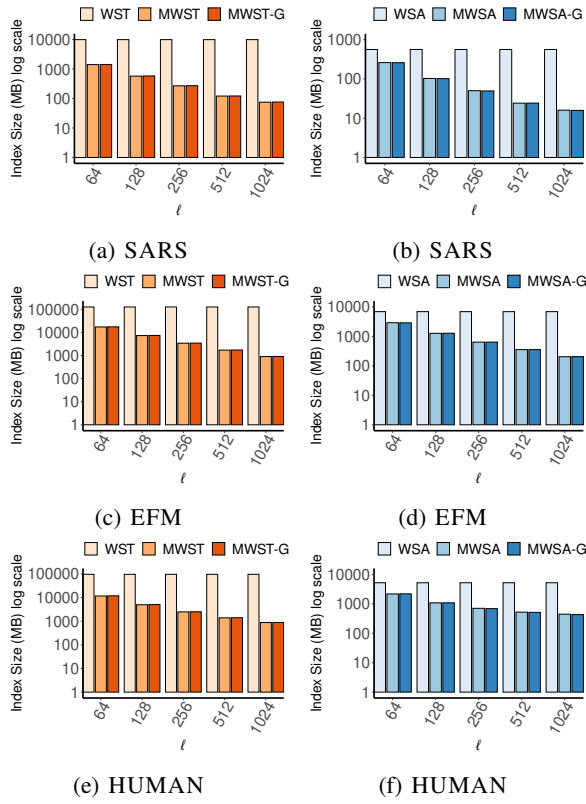 WST MWST MWST-G
Index Size (MB) log scale
10000
1000
100
10
1
64 128 256 512 1024
ℓ
(a) SARS
WSA MWSA MWSA-G
Index Size (MB) log scale
1000
100
10
1
64 128 256 512 1024
ℓ
(b) SARS
WST MWST MWST-G
Index Size (MB) log scale
100000
10000
1000
100
10
1
64 128 256 512 1024
ℓ
(c) EFM
WSA MWSA MWSA-G
Index Size (MB) log scale
10000
1000
100
10
1
64 128 256 512 1024
ℓ
(d) EFM
WST MWST MWST-G
Index Size (MB) log scale
100000
10000
1000
100
10
1
64 128 256 512 1024
ℓ
(e) HUMAN
WSA MWSA MWSA-G
Index Size (MB) log scale
10000
1000
100
10
1
64 128 256 512 1024
ℓ
(f) HUMAN